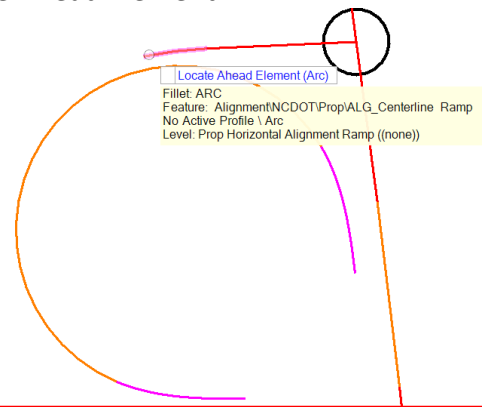 Locate Ahead Element (Arc)
Fillet: ARC
Feature: Alignment\NCDOT\Prop\ALG_Centerline Ramp
No Active Profile \ Arc
Level: Prop Horizontal Alignment Ramp ((none))